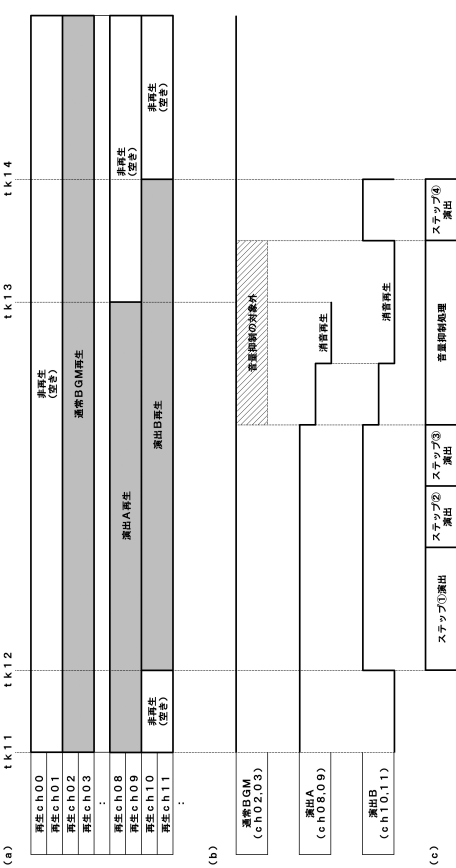 (a)
tk11
tk12
tk13
tk14
再生ch00
再生ch01
再生ch02
再生ch03
:
再生ch08
再生ch09
再生ch10
再生ch11
:
非再生
(空き)
通常BGM再生
演出A再生
非再生
(空き)
非再生
(空き)
演出B再生
非再生
(空き)
(b)
通常BGM
(ch02,03)
音量抑制の対象外
演出A
(ch08,09)
消音再生
演出B
(ch10,11)
消音再生
(c)
ステップ①演出
ステップ②
演出
ステップ③
演出
音量抑制処理
ステップ④
演出